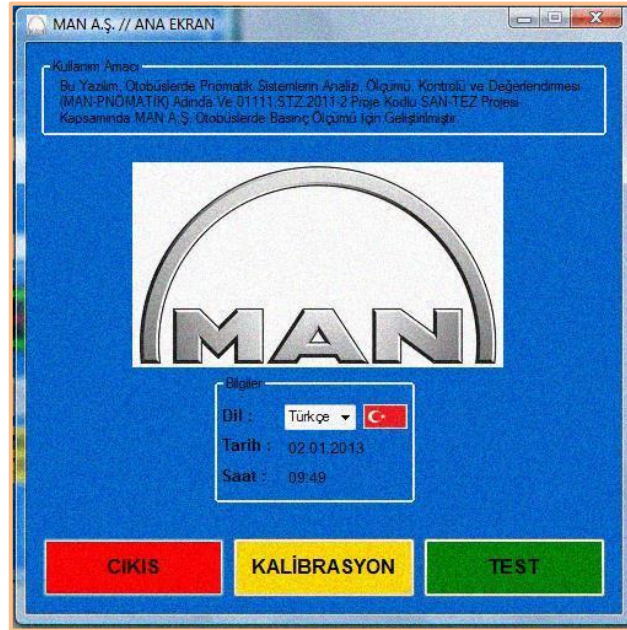 MAN A.Ş. // ANA EKRAN
Kullanım Amacı
Bu Yazılım, Otobüslerde Pnömatik Sistemlerin Analizi, Ölçümü, Kontrolü ve Değerlendirmesi
(MAN-PNÖMATİK) Adında Ve 01111.STZ.2011-2 Proje Kodlu SAN-TEZ Projesi
Kapsamında MAN A.Ş. Otobüslerde Basınç Ölçümü İçin Geliştirilmiştir.
MAN
Bilgiler
Dil : Türkçe
Tarih : 02.01.2013
Saat : 09:49
CIKIS KALİBRASYON TEST